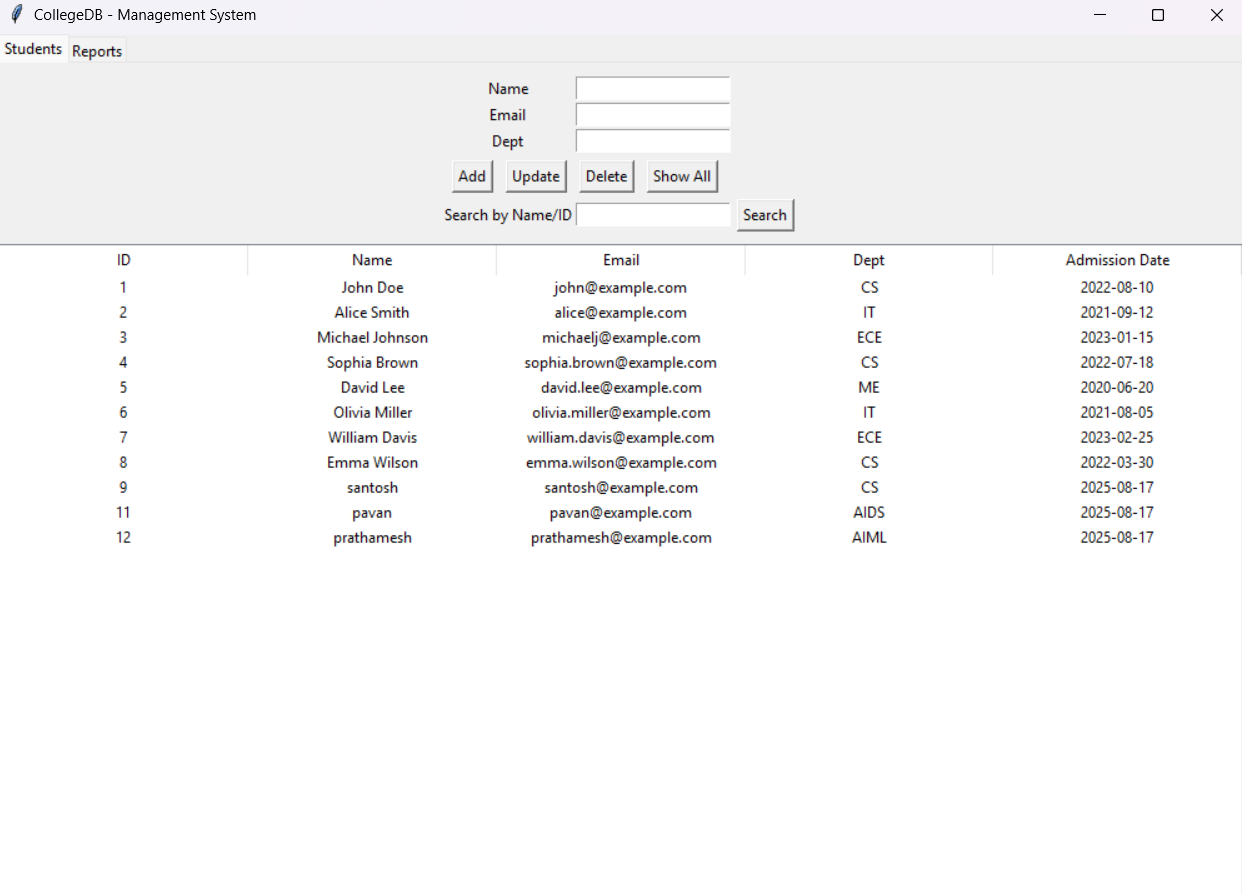 CollegeDB - Management System
Students Reports
Name
Email
Dept
Add Update Delete Show All
Search by Name/ID Search
ID Name Email Dept Admission Date
1 John Doe john@example.com CS 2022-08-10
2 Alice Smith alice@example.com IT 2021-09-12
3 Michael Johnson michaelj@example.com ECE 2023-01-15
4 Sophia Brown sophia.brown@example.com CS 2022-07-18
5 David Lee david.lee@example.com ME 2020-06-20
6 Olivia Miller olivia.miller@example.com IT 2021-08-05
7 William Davis william.davis@example.com ECE 2023-02-25
8 Emma Wilson emma.wilson@example.com CS 2022-03-30
9 santosh santosh@example.com CS 2025-08-17
11 pavan pavan@example.com AIDS 2025-08-17
12 prathamesh prathamesh@example.com AIML 2025-08-17